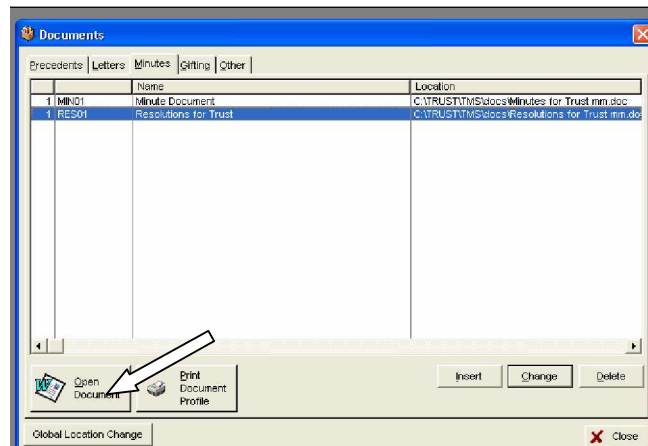 Documents
Precedents Letters Minutes Gifting Other
Name Location
1 MIN01 Minute Document C:\TRUST\TMS\docs\Minutes for Trust mm.doc
1 RES01 Resolutions for Trust C:\TRUST\TMS\docs\Resolutions for Trust mm.do
Open
Document
Print
Document
Profile
Insert Change Delete
Global Location Change
Close